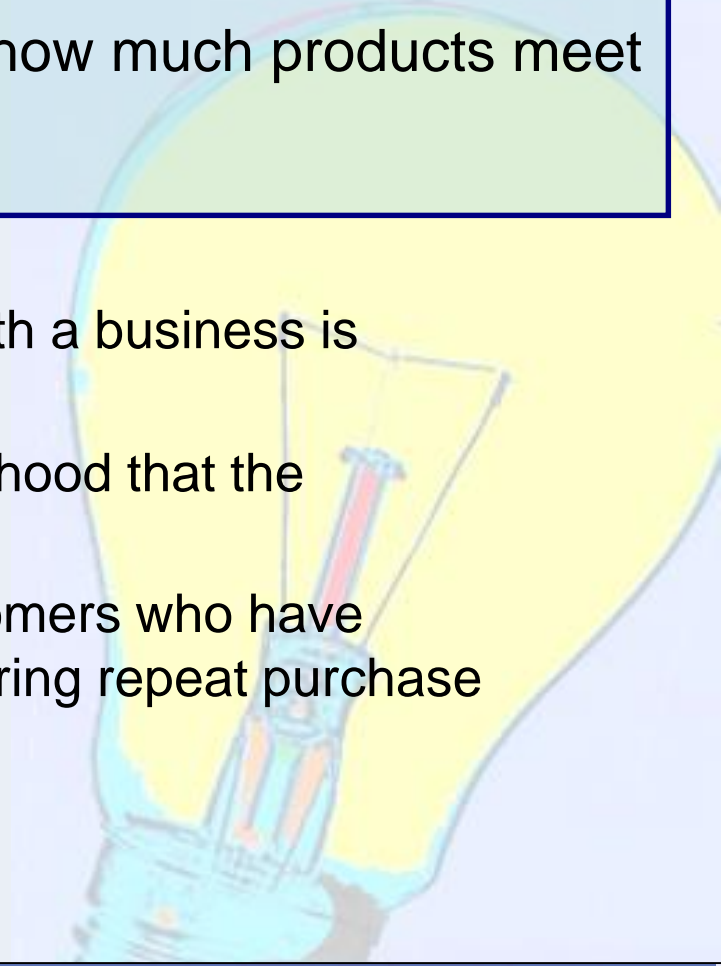 how much products meet
th a business is
hood that the
omers who have
ring repeat purchase